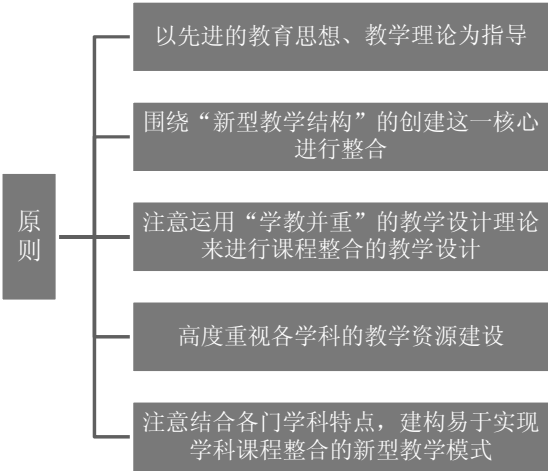 以先进的教育思想、教学理论为指导
围绕“新型教学结构”的创建这一核心
进行整合
原
则
注意运用“学教并重”的教学设计理论
来进行课程整合的教学设计
高度重视各学科的教学资源建设
注意结合各门学科特点，建构易于实现
学科课程整合的新型教学模式